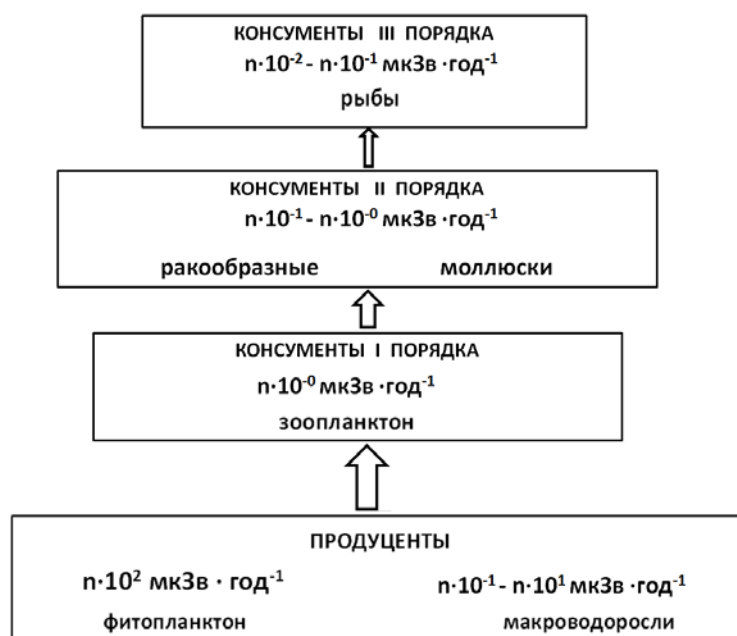 КОНСУМЕНТЫ III ПОРЯДКА
n·10⁻² - n·10⁻¹ мкЗв ·год⁻¹
рыбы
КОНСУМЕНТЫ II ПОРЯДКА
n·10⁻¹ - n·10⁻⁰ мкЗв ·год⁻¹
ракообразные моллюски
КОНСУМЕНТЫ I ПОРЯДКА
n·10⁻⁰ мкЗв ·год⁻¹
зоопланктон
ПРОДУЦЕНТЫ
n·10² мкЗв · год⁻¹ n·10⁻¹ - n·10¹ мкЗв ·год⁻¹
фитопланктон макроводоросли